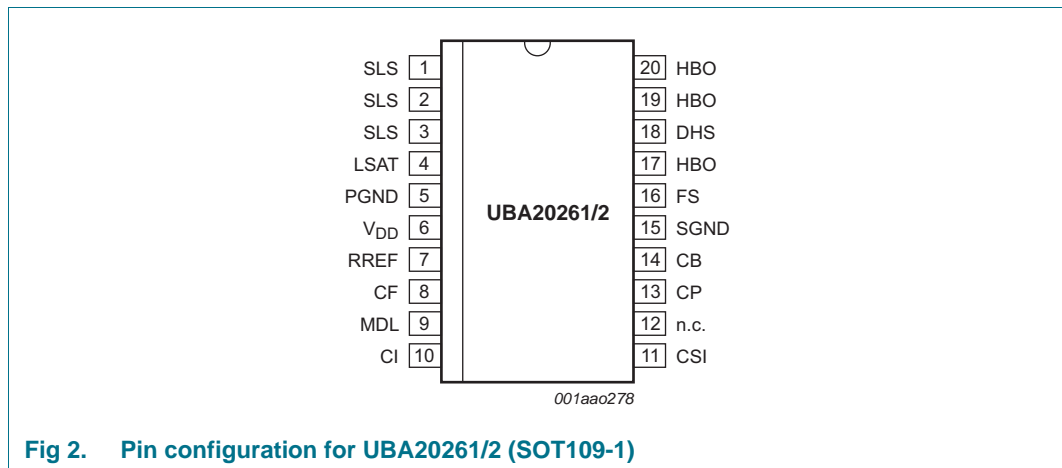 SLS 1 20 HBO
SLS 2 19 HBO
SLS 3 18 DHS
LSAT 4 17 HBO
PGND 5 16 FS
UBA20261/2
VDD 6 15 SGND
RREF 7 14 CB
CF 8 13 CP
MDL 9 12 n.c.
CI 10 11 CSI
001aao278
Fig 2. Pin configuration for UBA20261/2 (SOT109-1)